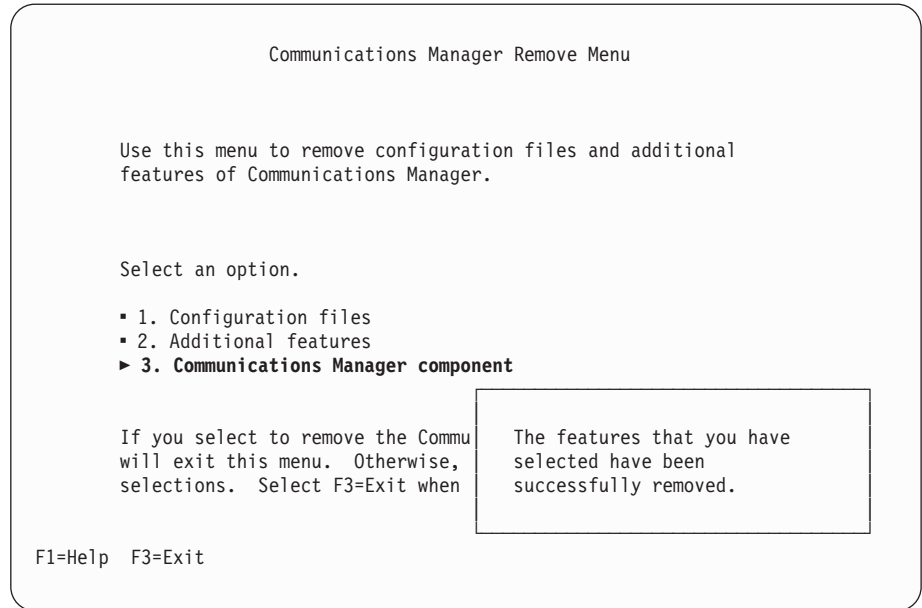 Communications Manager Remove Menu
Use this menu to remove configuration files and additional
features of Communications Manager.
Select an option.
▪ 1. Configuration files
▪ 2. Additional features
► 3. Communications Manager component
If you select to remove the Commu
will exit this menu.  Otherwise,
selections.  Select F3=Exit when
The features that you have
selected have been
successfully removed.
F1=Help  F3=Exit